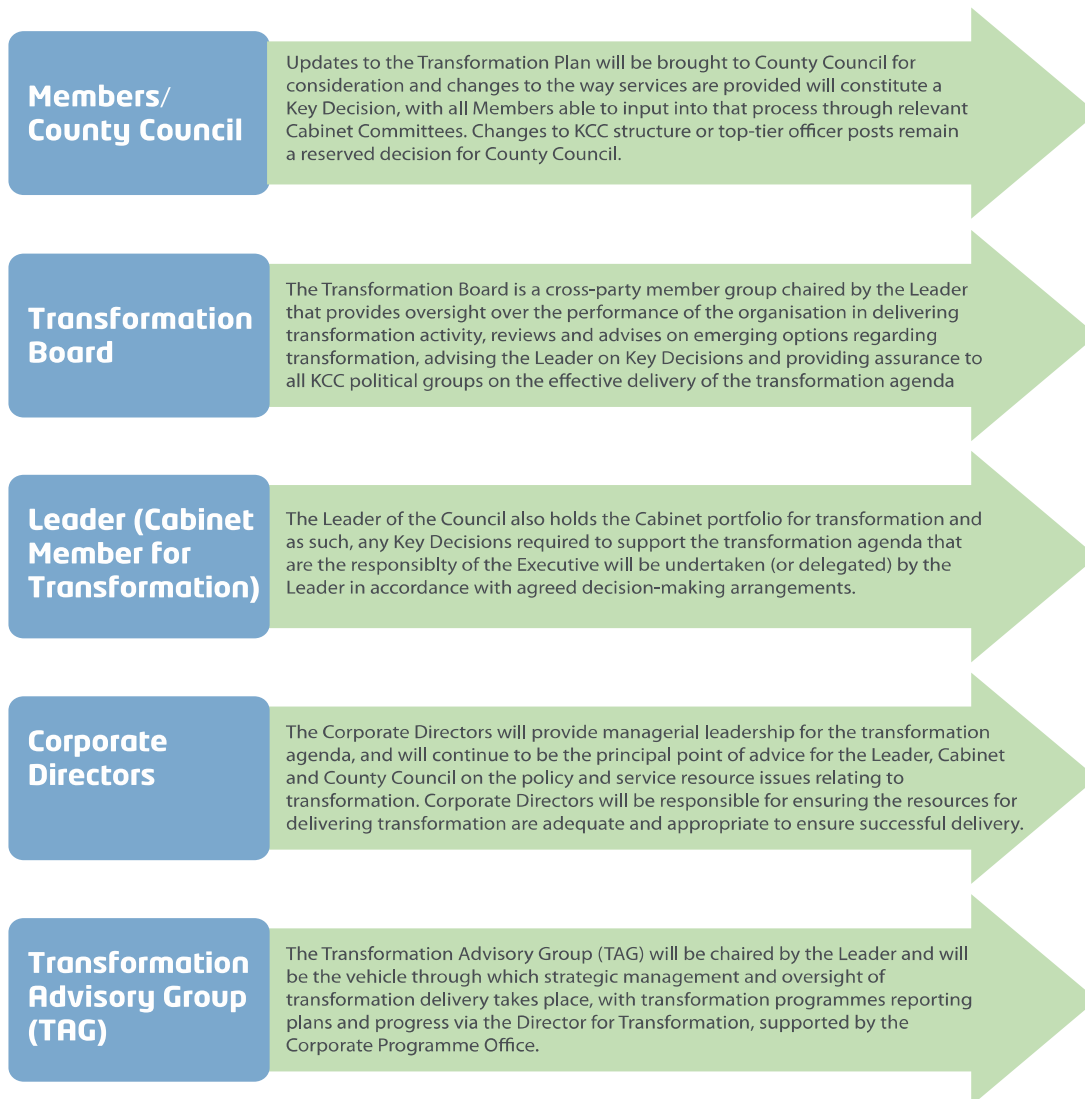 Members/
County Council
Updates to the Transformation Plan will be brought to County Council for
consideration and changes to the way services are provided will constitute a
Key Decision, with all Members able to input into that process through relevant
Cabinet Committees. Changes to KCC structure or top-tier officer posts remain
a reserved decision for County Council.
Transformation
Board
The Transformation Board is a cross-party member group chaired by the Leader
that provides oversight over the performance of the organisation in delivering
transformation activity, reviews and advises on emerging options regarding
transformation, advising the Leader on Key Decisions and providing assurance to
all KCC political groups on the effective delivery of the transformation agenda
Leader (Cabinet
Member for
Transformation)
The Leader of the Council also holds the Cabinet portfolio for transformation and
as such, any Key Decisions required to support the transformation agenda that
are the responsiblty of the Executive will be undertaken (or delegated) by the
Leader in accordance with agreed decision-making arrangements.
Corporate
Directors
The Corporate Directors will provide managerial leadership for the transformation
agenda, and will continue to be the principal point of advice for the Leader, Cabinet
and County Council on the policy and service resource issues relating to
transformation. Corporate Directors will be responsible for ensuring the resources for
delivering transformation are adequate and appropriate to ensure successful delivery.
Transformation
Advisory Group
(TAG)
The Transformation Advisory Group (TAG) will be chaired by the Leader and will
be the vehicle through which strategic management and oversight of
transformation delivery takes place, with transformation programmes reporting
plans and progress via the Director for Transformation, supported by the
Corporate Programme Office.